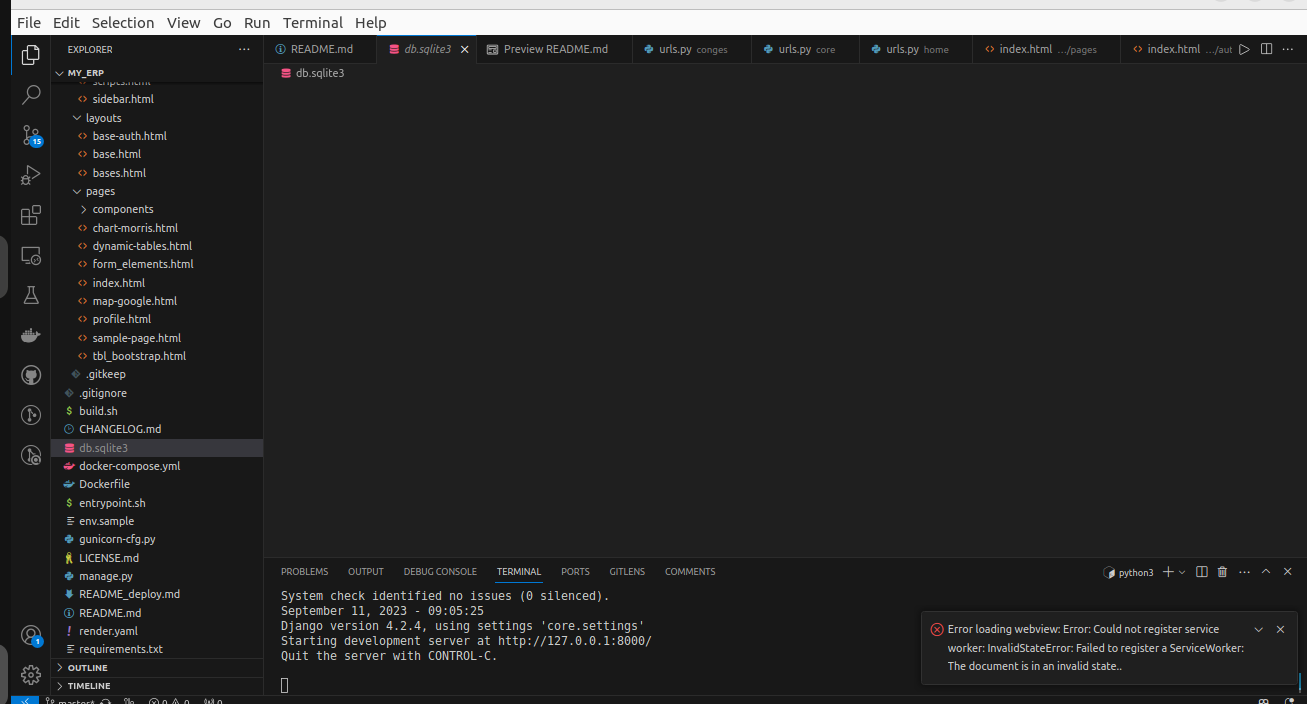 File Edit Selection View Go Run Terminal Help
EXPLORER
README.md
db.sqlite3
Preview README.md
urls.py conges
urls.py core
urls.py home
index.html .../pages
index.html .../aut
MY_ERP
db.sqlite3
scripts.html
sidebar.html
layouts
base-auth.html
base.html
bases.html
pages
components
chart-morris.html
dynamic-tables.html
form_elements.html
index.html
map-google.html
profile.html
sample-page.html
tbl_bootstrap.html
.gitkeep
.gitignore
build.sh
CHANGELOG.md
db.sqlite3
docker-compose.yml
Dockerfile
entrypoint.sh
env.sample
gunicorn-cfg.py
LICENSE.md
manage.py
README_deploy.md
README.md
render.yaml
requirements.txt
OUTLINE
TIMELINE
15
1
PROBLEMS OUTPUT DEBUG CONSOLE TERMINAL PORTS GITLENS COMMENTS
python3
System check identified no issues (0 silenced).
September 11, 2023 - 09:05:25
Django version 4.2.4, using settings 'core.settings'
Starting development server at http://127.0.0.1:8000/
Quit the server with CONTROL-C.
Error loading webview: Error: Could not register service
worker: InvalidStateError: Failed to register a ServiceWorker:
The document is in an invalid state..
master*
0 0 0